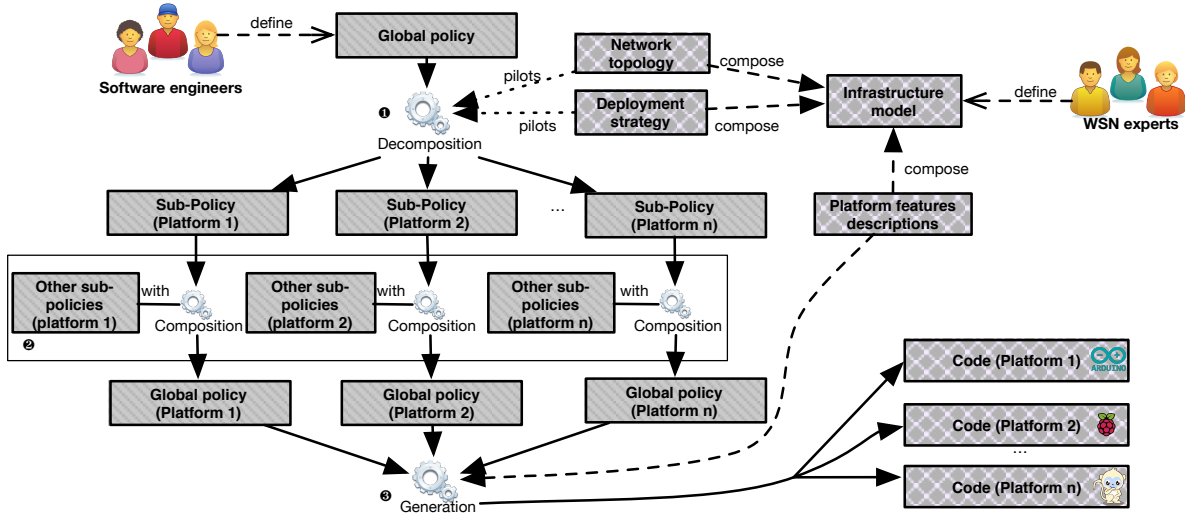 define
Global policy
Software engineers
Network
topology
compose
pilots
Infrastructure
model
define
WSN experts
❶
Deployment
strategy
pilots
compose
Decomposition
compose
Sub-Policy
(Platform 1)
Sub-Policy
(Platform 2)
...
Sub-Policy
(Platform n)
Platform features
descriptions
Other sub-
policies
(platform 1)
with
Composition
Other sub-
policies
(platform 2)
with
Composition
Other sub-
policies
(platform n)
with
Composition
❷
Global policy
(Platform 1)
Global policy
(Platform 2)
Global policy
(Platform n)
Code (Platform 1)
ARDUINO
Code (Platform 2)
...
Code (Platform n)
❸
Generation